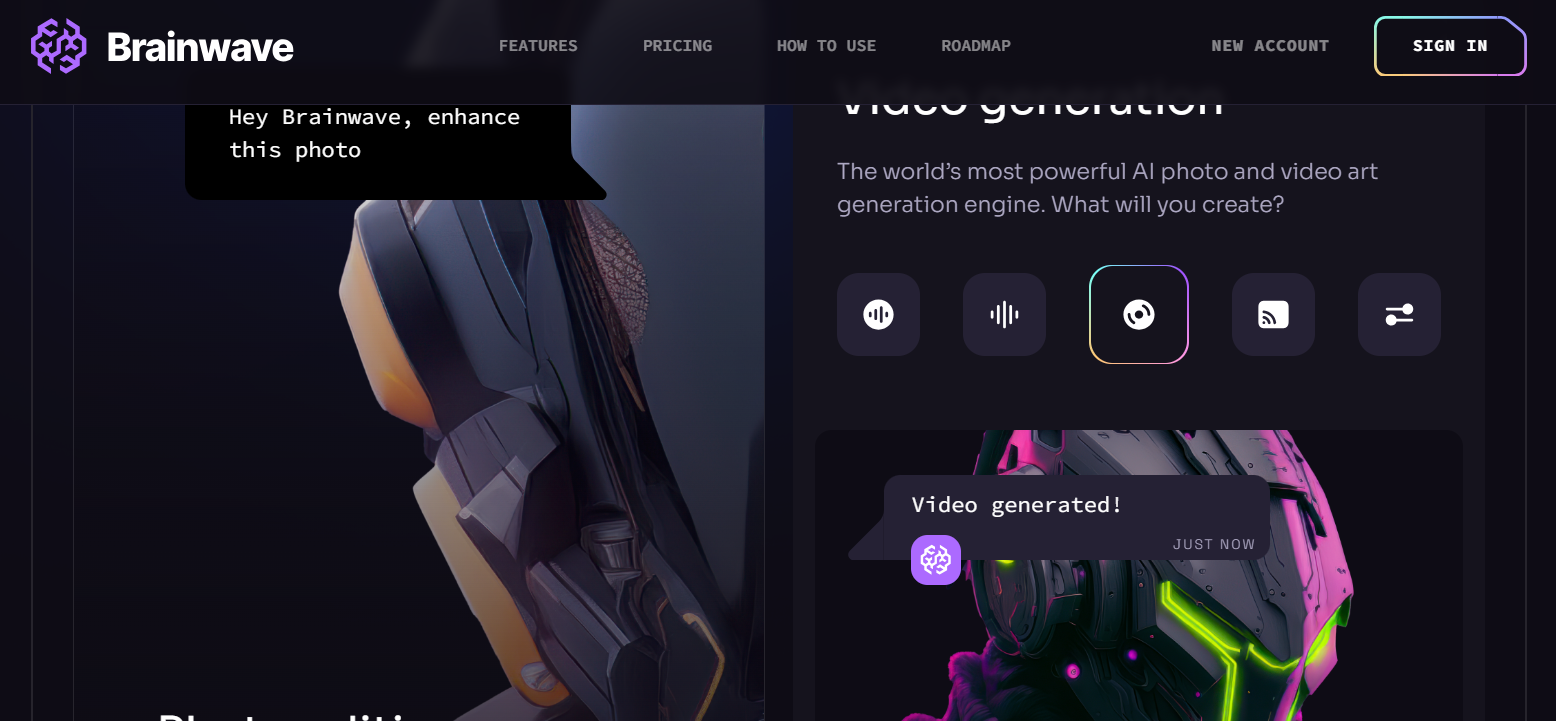 Brainwave
FEATURES
PRICING
HOW TO USE
ROADMAP
NEW ACCOUNT
SIGN IN
Hey Brainwave, enhance
this photo
Video generation
The world’s most powerful AI photo and video art
generation engine. What will you create?
Video generated!
JUST NOW